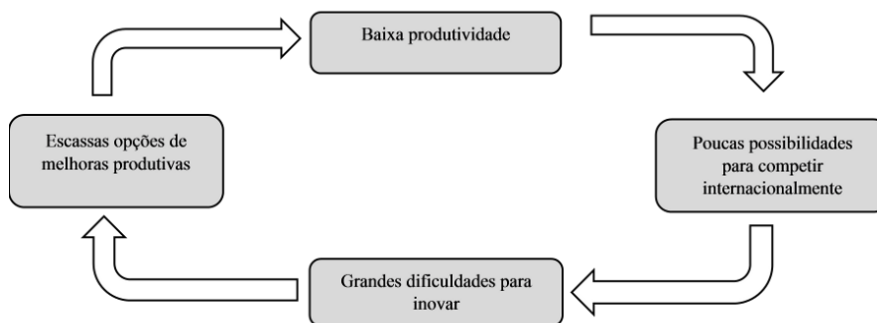 Baixa produtividade
Escassas opções de
melhoras produtivas
Poucas possibilidades
para competir
internacionalmente
Grandes dificuldades para
inovar